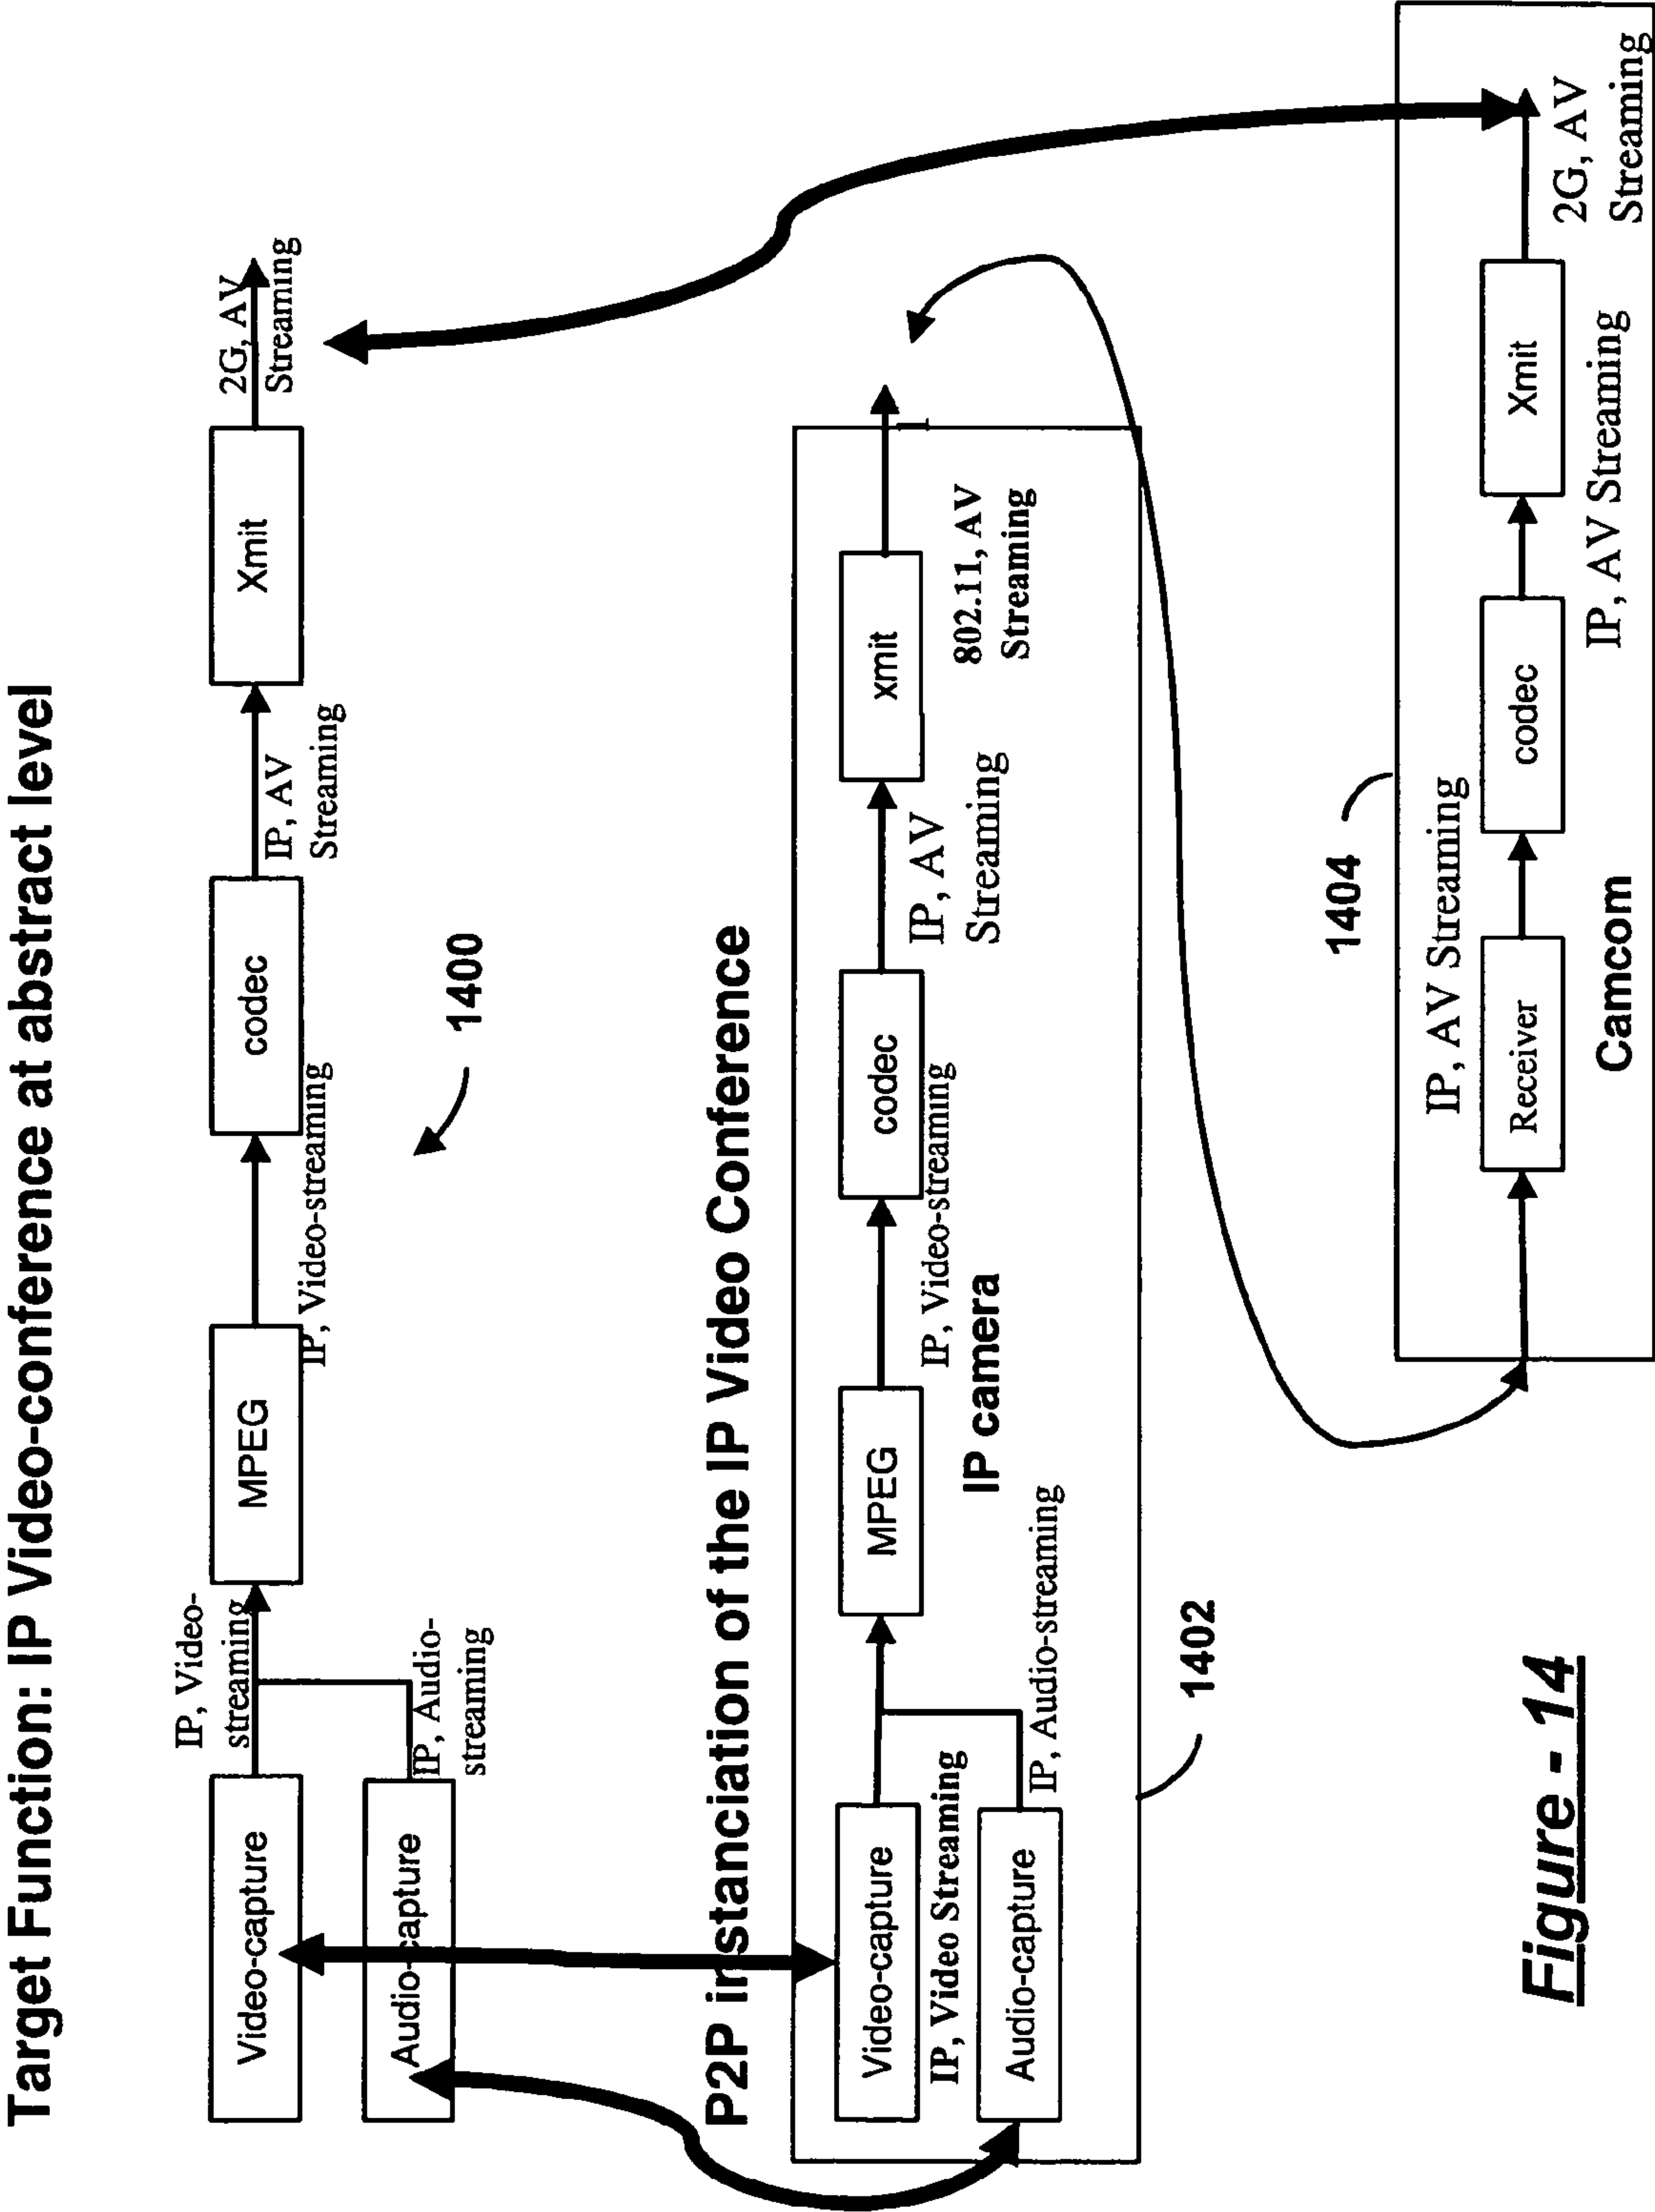 Target Function: IP Video-conference at abstract level
Video-capture
IP, Video-
streaming
MPEG
IP, Video-streaming
codec
IP, AV
Streaming
Xmit
2G, AV
Streaming
Audio-capture
IP, Audio-
streaming
1400
P2P instanciation of the IP Video Conference
Video-capture
IP, Video Streaming
Audio-capture
IP, Audio-streaming
MPEG
IP, Video-streaming
IP camera
codec
IP, AV
Streaming
xmit
802.11, AV
Streaming
1402
1404
IP, AV Streaming
Receiver
codec
Xmit
2G, AV
Streaming
IP, AV Streaming
Camcom
Figure - 14